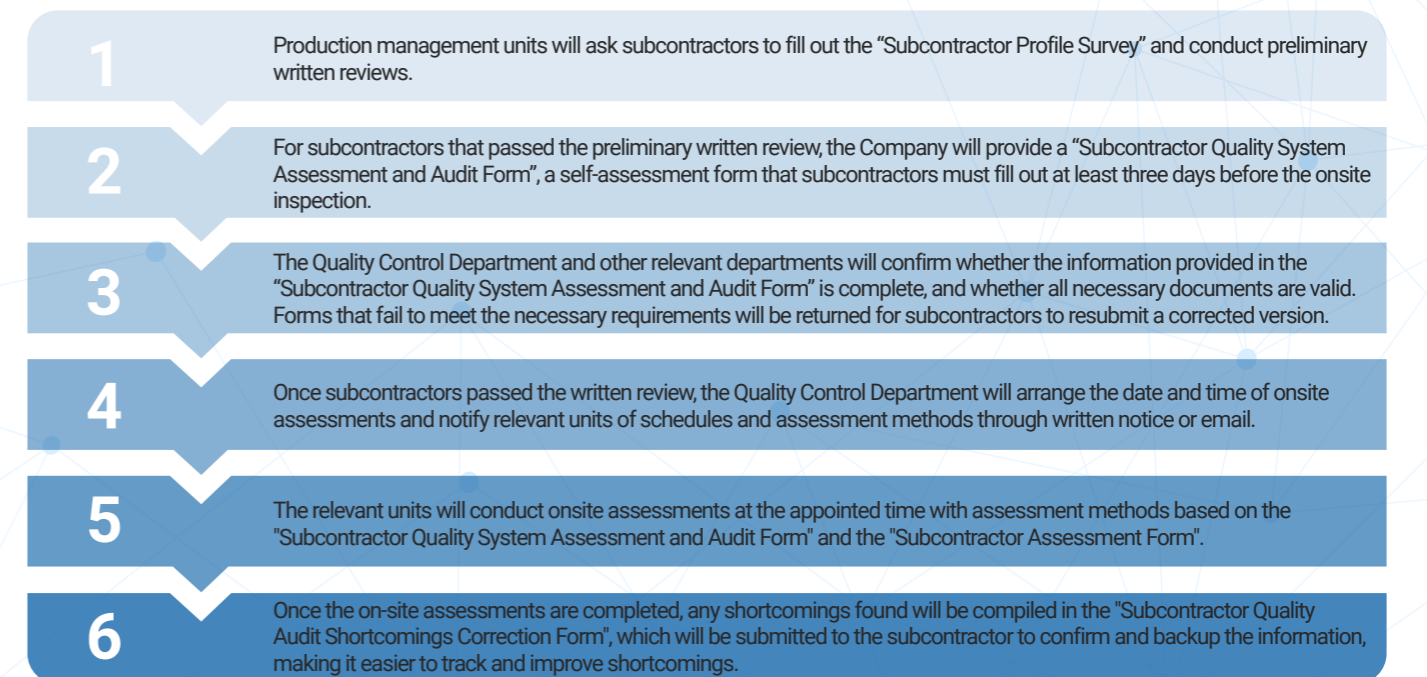 1
Production management units will ask subcontractors to fill out the “Subcontractor Profile Survey” and conduct preliminary
written reviews.
2
For subcontractors that passed the preliminary written review, the Company will provide a “Subcontractor Quality System
Assessment and Audit Form”, a self-assessment form that subcontractors must fill out at least three days before the onsite
inspection.
3
The Quality Control Department and other relevant departments will confirm whether the information provided in the
“Subcontractor Quality System Assessment and Audit Form” is complete, and whether all necessary documents are valid.
Forms that fail to meet the necessary requirements will be returned for subcontractors to resubmit a corrected version.
4
Once subcontractors passed the written review, the Quality Control Department will arrange the date and time of onsite
assessments and notify relevant units of schedules and assessment methods through written notice or email.
5
The relevant units will conduct onsite assessments at the appointed time with assessment methods based on the
"Subcontractor Quality System Assessment and Audit Form" and the "Subcontractor Assessment Form".
6
Once the on-site assessments are completed, any shortcomings found will be compiled in the "Subcontractor Quality
Audit Shortcomings Correction Form", which will be submitted to the subcontractor to confirm and backup the information,
making it easier to track and improve shortcomings.